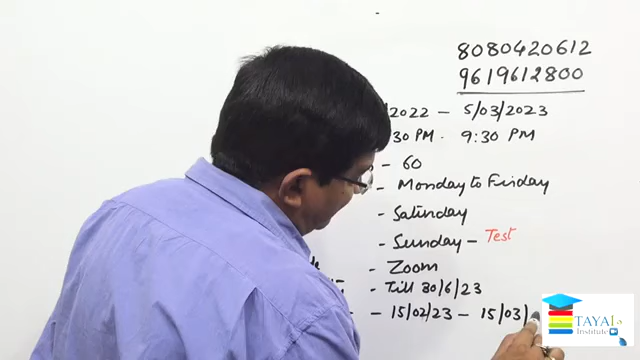 8080420612
9619612800
/2022 - 5/03/2023
30 PM. 9:30 PM
- 60
- Monday to Friday
- Saturday
- Sunday - Test
- Zoom
- Till 30/6/23
- 15/02/23 - 15/03/
TAYAL
Institute